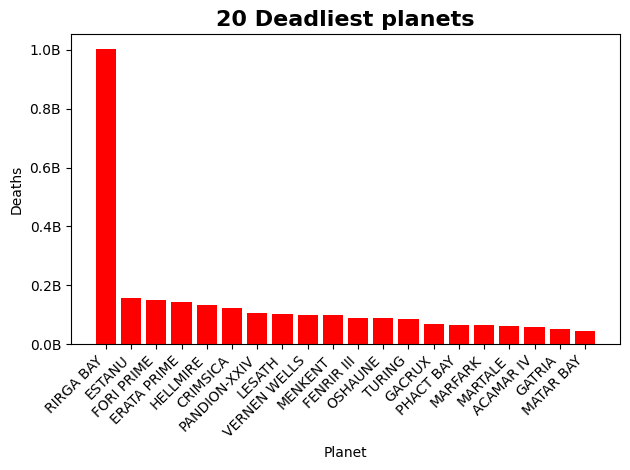 20 Deadliest planets
1.0B
0.8B
0.6B
0.4B
0.2B
0.0B
Deaths
RIRGA BAY
ESTANU
FORI PRIME
ERATA PRIME
HELLMIRE
CRIMSICA
PANDION-XXIV
LESATH
VERNEN WELLS
MENKENT
FENRIR III
OSHAUNE
TURING
GACRUX
PHACT BAY
MARFARK
MARTALE
ACAMAR IV
GATRIA
MATAR BAY
Planet